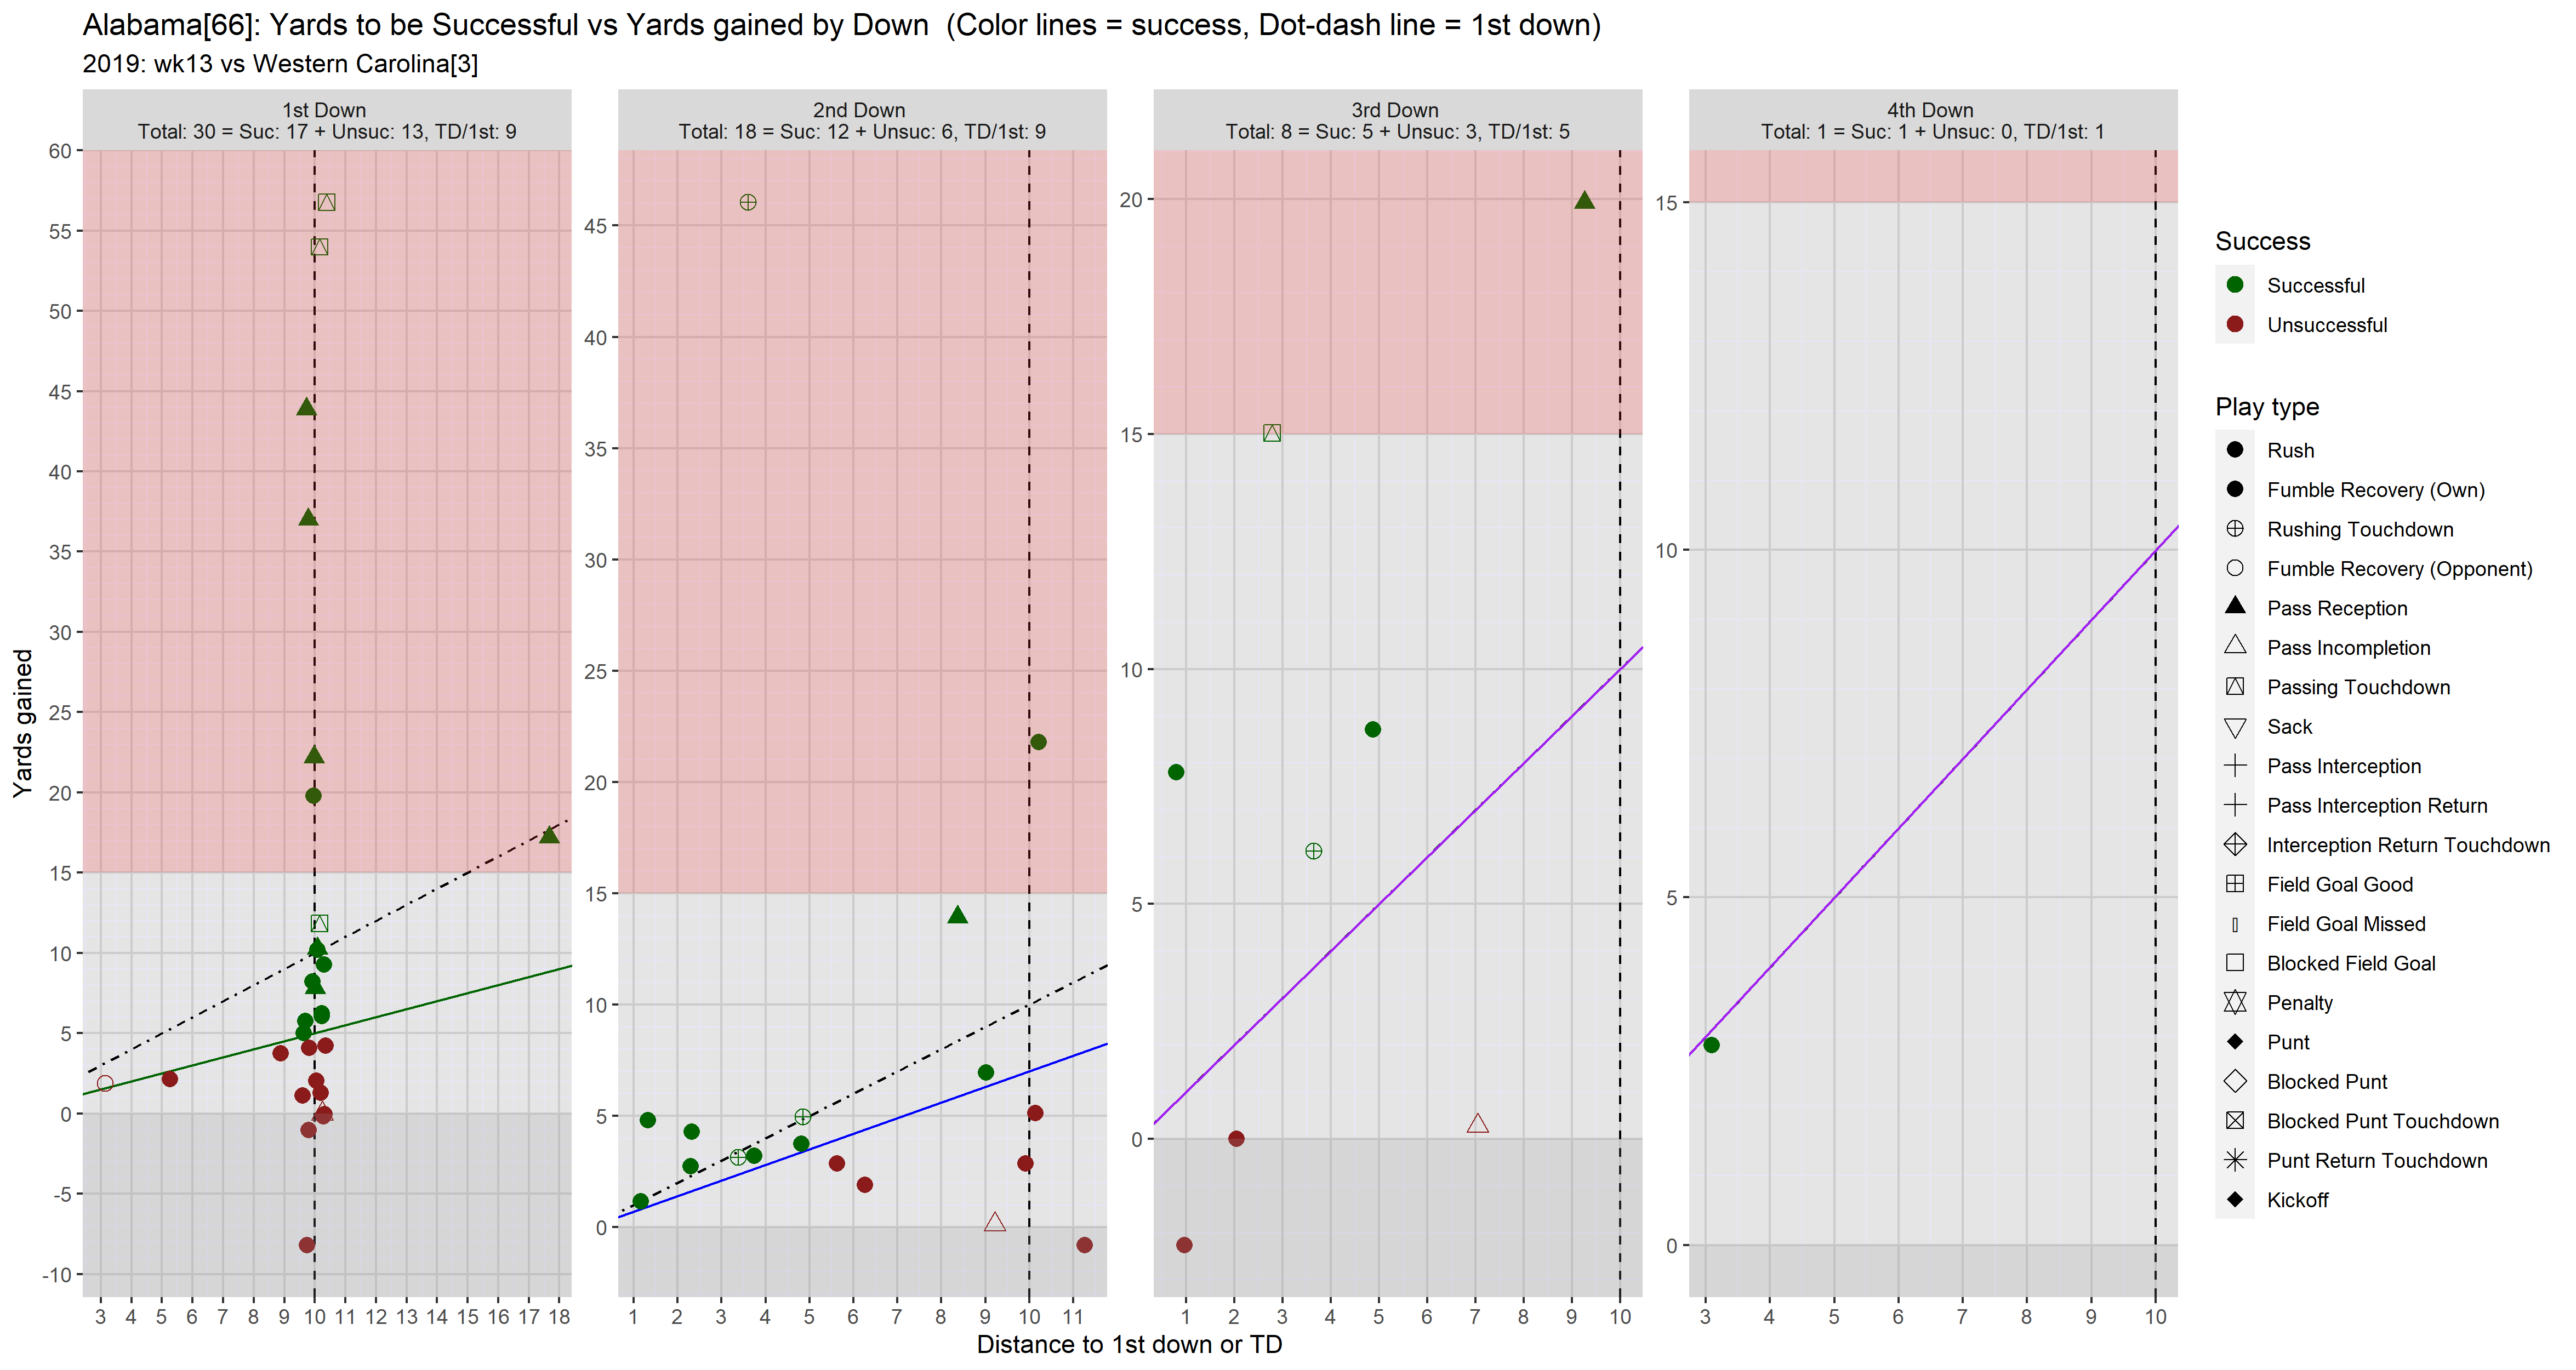 Alabama[66]: Yards to be Successful vs Yards gained by Down  (Color lines = success, Dot-dash line = 1st down)
2019: wk13 vs Western Carolina[3]
1st Down
Total: 30 = Suc: 17 + Unsuc: 13, TD/1st: 9
2nd Down
Total: 18 = Suc: 12 + Unsuc: 6, TD/1st: 9
3rd Down
Total: 8 = Suc: 5 + Unsuc: 3, TD/1st: 5
4th Down
Total: 1 = Suc: 1 + Unsuc: 0, TD/1st: 1
Yards gained
60
55
50
45
40
35
30
25
20
15
10
5
0
-5
-10
3 4 5 6 7 8 9 10 11 12 13 14 15 16 17 18
45
40
35
30
25
20
15
10
5
0
1 2 3 4 5 6 7 8 9 10 11
20
15
10
5
0
1 2 3 4 5 6 7 8 9 10
15
10
5
0
3 4 5 6 7 8 9 10
Distance to 1st down or TD
Success
Successful
Unsuccessful
Play type
Rush
Fumble Recovery (Own)
Rushing Touchdown
Fumble Recovery (Opponent)
Pass Reception
Pass Incompletion
Passing Touchdown
Sack
Pass Interception
Pass Interception Return
Interception Return Touchdown
Field Goal Good
Field Goal Missed
Blocked Field Goal
Penalty
Punt
Blocked Punt
Blocked Punt Touchdown
Punt Return Touchdown
Kickoff